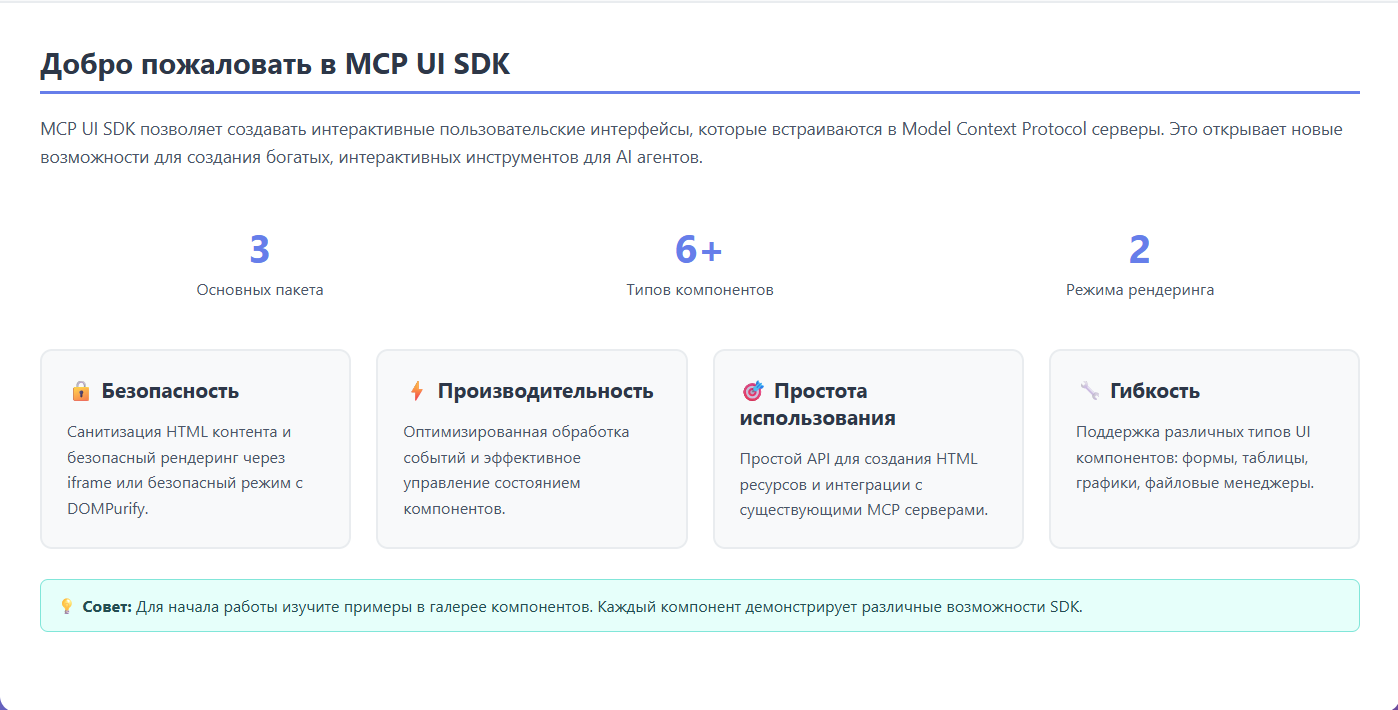 Добро пожаловать в MCP UI SDK
MCP UI SDK позволяет создавать интерактивные пользовательские интерфейсы, которые встраиваются в Model Context Protocol серверы. Это открывает новые
возможности для создания богатых, интерактивных инструментов для AI агентов.
3
Основных пакета
6+
Типов компонентов
2
Режима рендеринга
Безопасность
Санитизация HTML контента и
безопасный рендеринг через
iframe или безопасный режим с
DOMPurify.
Производительность
Оптимизированная обработка
событий и эффективное
управление состоянием
компонентов.
Простота
использования
Простой API для создания HTML
ресурсов и интеграции с
существующими MCP серверами.
Гибкость
Поддержка различных типов UI
компонентов: формы, таблицы,
графики, файловые менеджеры.
Совет: Для начала работы изучите примеры в галерее компонентов. Каждый компонент демонстрирует различные возможности SDK.